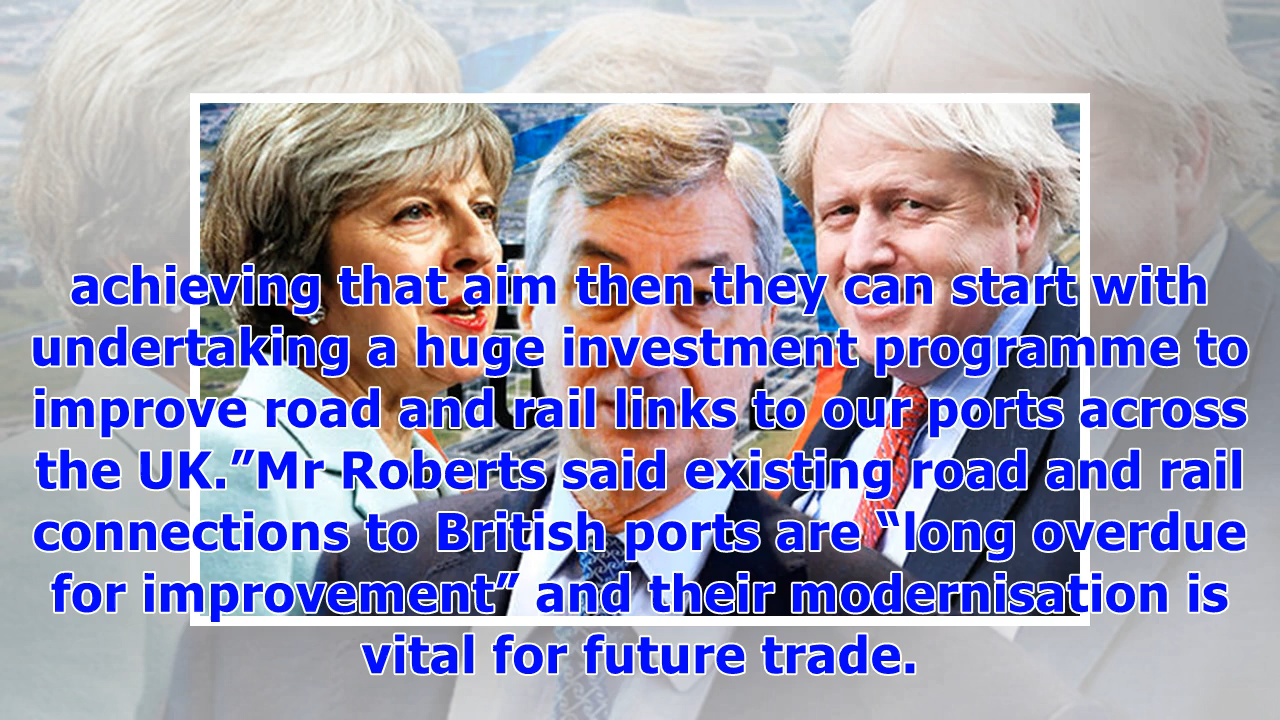 achieving that aim then they can start with
undertaking a huge investment programme to
improve road and rail links to our ports across
the UK.”Mr Roberts said existing road and rail
connections to British ports are “long overdue
for improvement” and their modernisation is
vital for future trade.